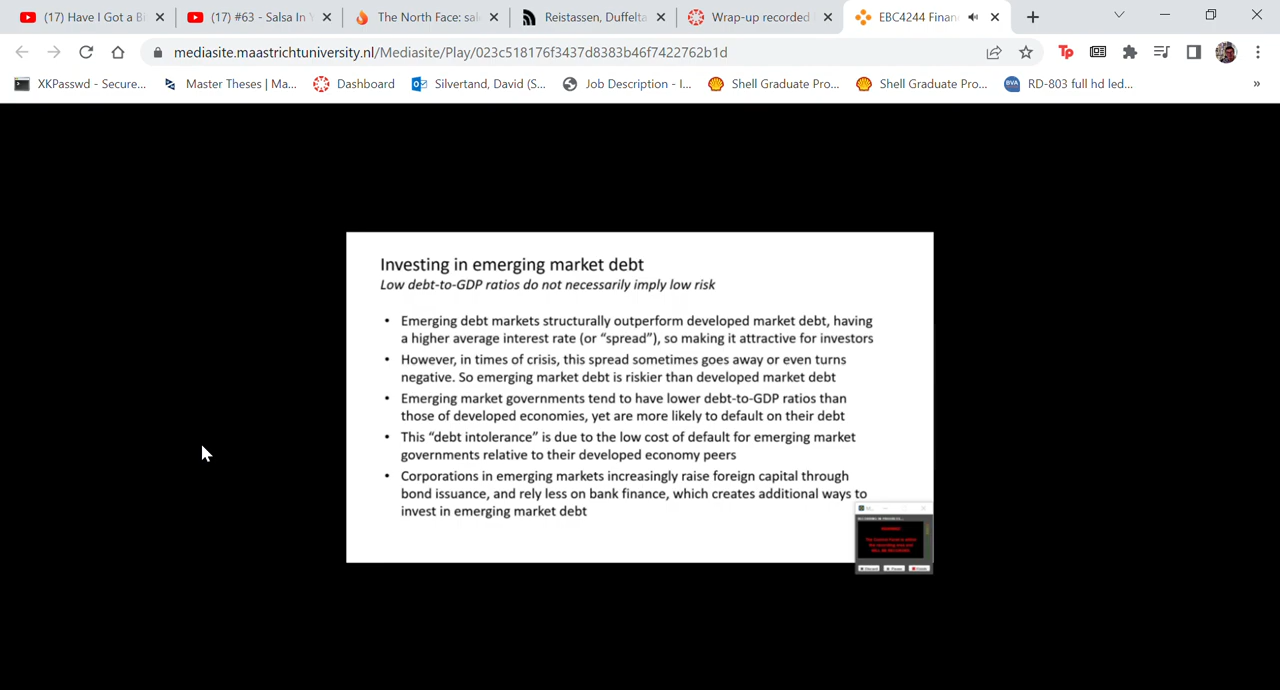 (17) Have I Got a Bi
(17) #63 - Salsa In Y
The North Face: sal
Reistassen, Duffelta
Wrap-up recorded
EBC4244 Finan
mediasite.maastrichtuniversity.nl/Mediasite/Play/023c518176f3437d8383b46f7422762b1d
XKPasswd - Secure...
Master Theses | Ma...
Dashboard
Silvertand, David (S...
Job Description - I...
Shell Graduate Pro...
Shell Graduate Pro...
RD-803 full hd led...
»
Investing in emerging market debt
Low debt-to-GDP ratios do not necessarily imply low risk
• Emerging debt markets structurally outperform developed market debt, having
a higher average interest rate (or “spread”), so making it attractive for investors
• However, in times of crisis, this spread sometimes goes away or even turns
negative. So emerging market debt is riskier than developed market debt
• Emerging market governments tend to have lower debt-to-GDP ratios than
those of developed economies, yet are more likely to default on their debt
• This “debt intolerance” is due to the low cost of default for emerging market
governments relative to their developed economy peers
• Corporations in emerging markets increasingly raise foreign capital through
bond issuance, and rely less on bank finance, which creates additional ways to
invest in emerging market debt